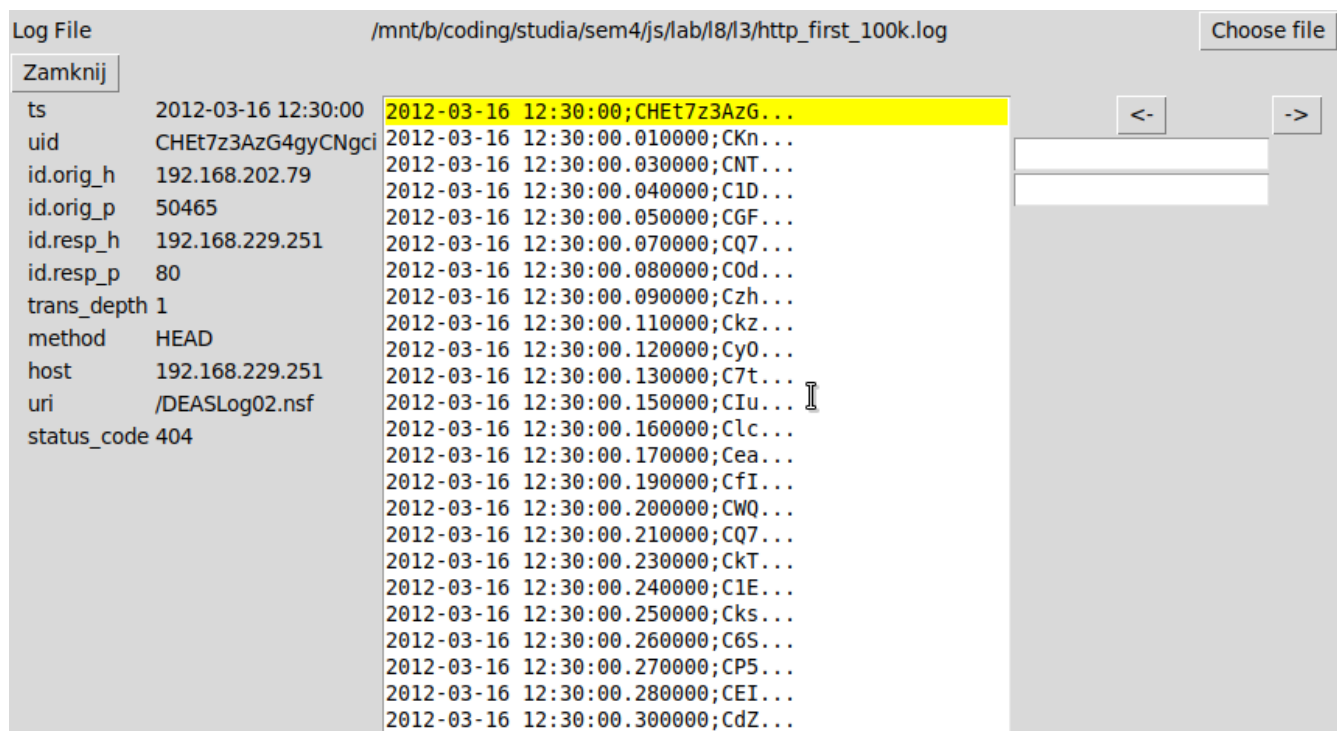 Log File /mnt/b/coding/studia/sem4/js/lab/l8/l3/http_first_100k.log Choose file
Zamknij
ts 2012-03-16 12:30:00
uid CHEt7z3AzG4gyCNgci
id.orig_h 192.168.202.79
id.orig_p 50465
id.resp_h 192.168.229.251
id.resp_p 80
trans_depth 1
method HEAD
host 192.168.229.251
uri /DEASLog02.nsf
status_code 404
2012-03-16 12:30:00;CHEt7z3AzG...
2012-03-16 12:30:00.010000;CKn...
2012-03-16 12:30:00.030000;CNT...
2012-03-16 12:30:00.040000;C1D...
2012-03-16 12:30:00.050000;CGF...
2012-03-16 12:30:00.070000;CQ7...
2012-03-16 12:30:00.080000;COd...
2012-03-16 12:30:00.090000;Czh...
2012-03-16 12:30:00.110000;Ckz...
2012-03-16 12:30:00.120000;CyO...
2012-03-16 12:30:00.130000;C7t...
2012-03-16 12:30:00.150000;CIu...
2012-03-16 12:30:00.160000;Clc...
2012-03-16 12:30:00.170000;Cea...
2012-03-16 12:30:00.190000;CfI...
2012-03-16 12:30:00.200000;CWQ...
2012-03-16 12:30:00.210000;CQ7...
2012-03-16 12:30:00.230000;CkT...
2012-03-16 12:30:00.240000;C1E...
2012-03-16 12:30:00.250000;Cks...
2012-03-16 12:30:00.260000;C6S...
2012-03-16 12:30:00.270000;CP5...
2012-03-16 12:30:00.280000;CEI...
2012-03-16 12:30:00.300000;CdZ...
<- ->